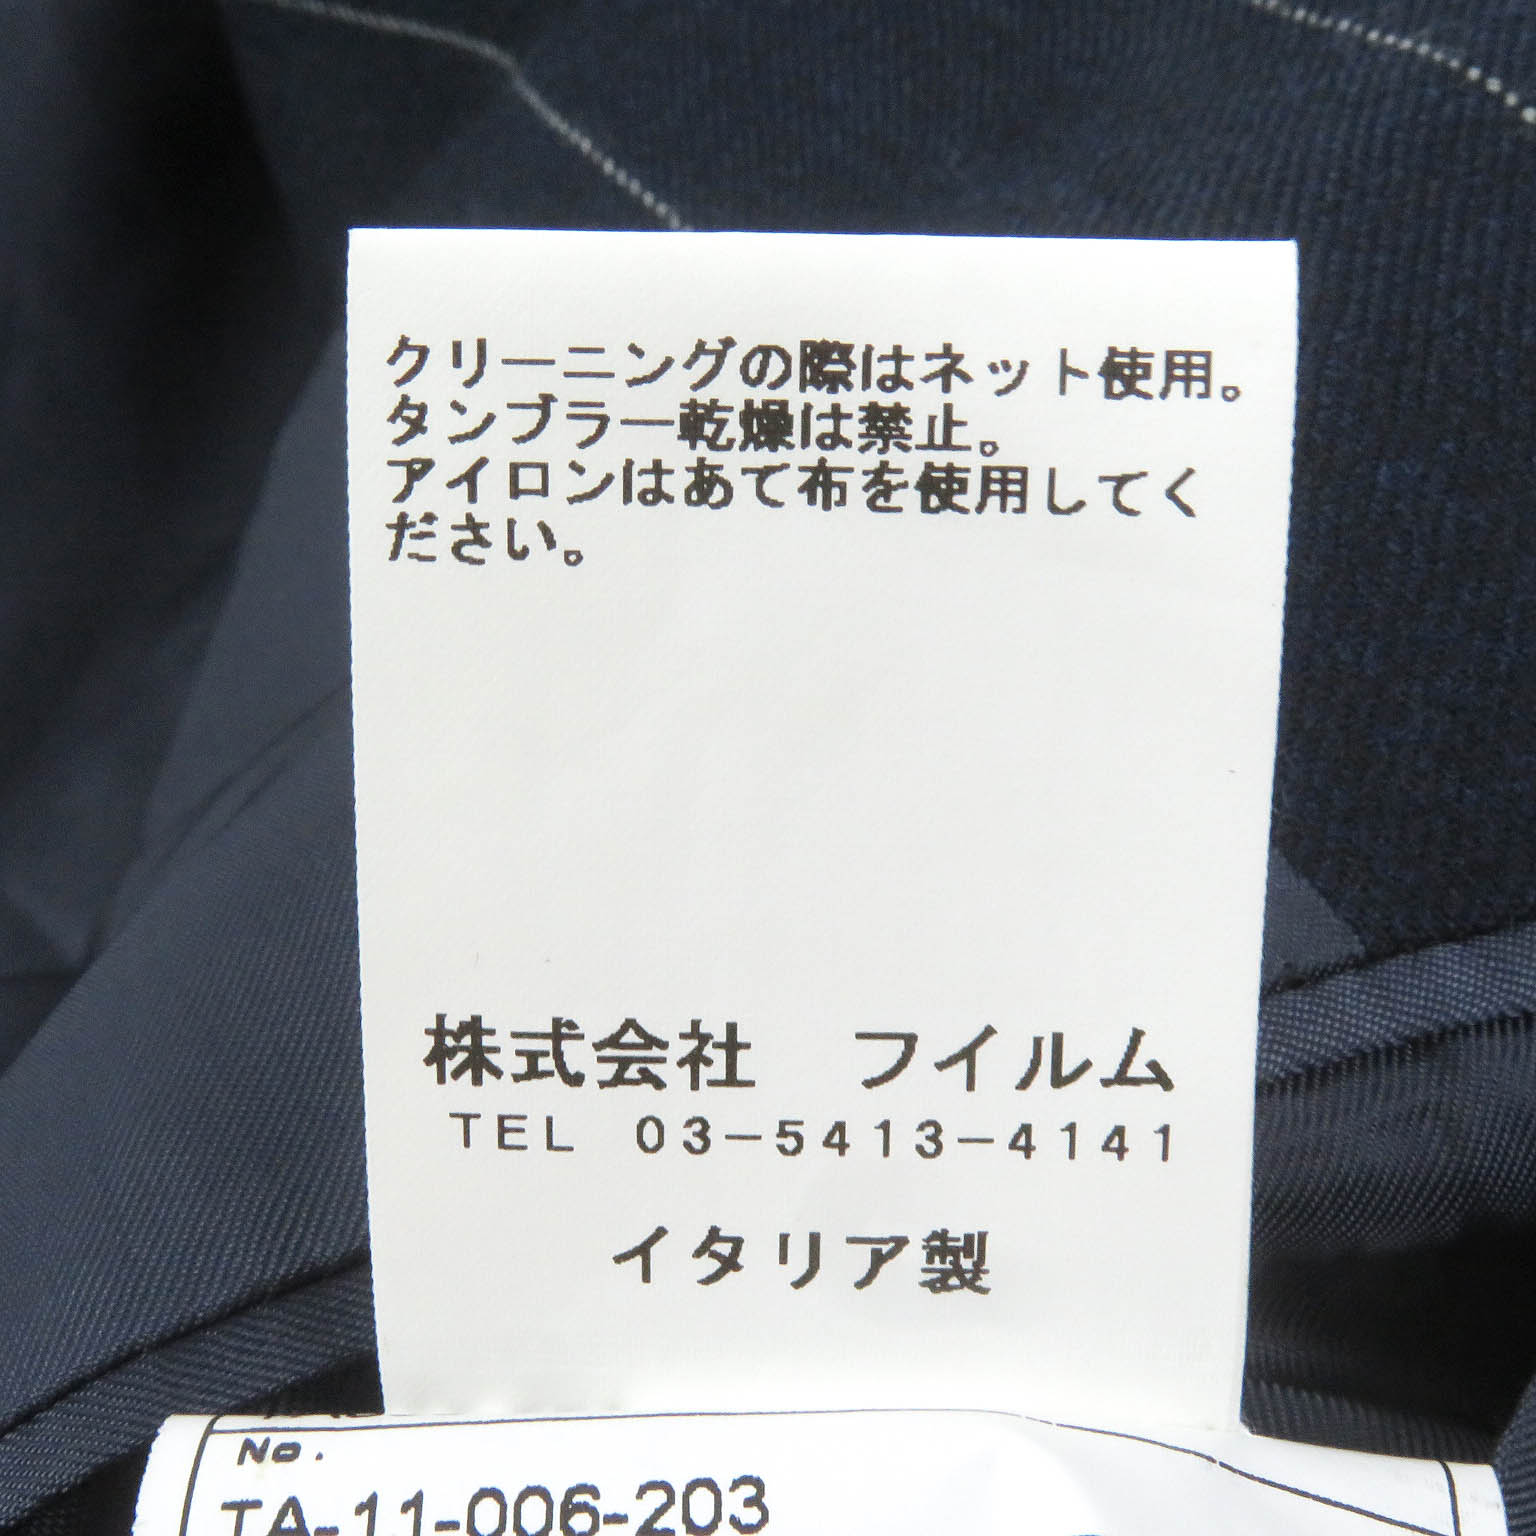 クリーニングの際はネット使用。
タンブラー乾燥は禁止。
アイロンはあて布を使用してく
ださい。
株式会社　フイルム
TEL 03-5413-4141
イタリア製
No.
TA-11-006-203